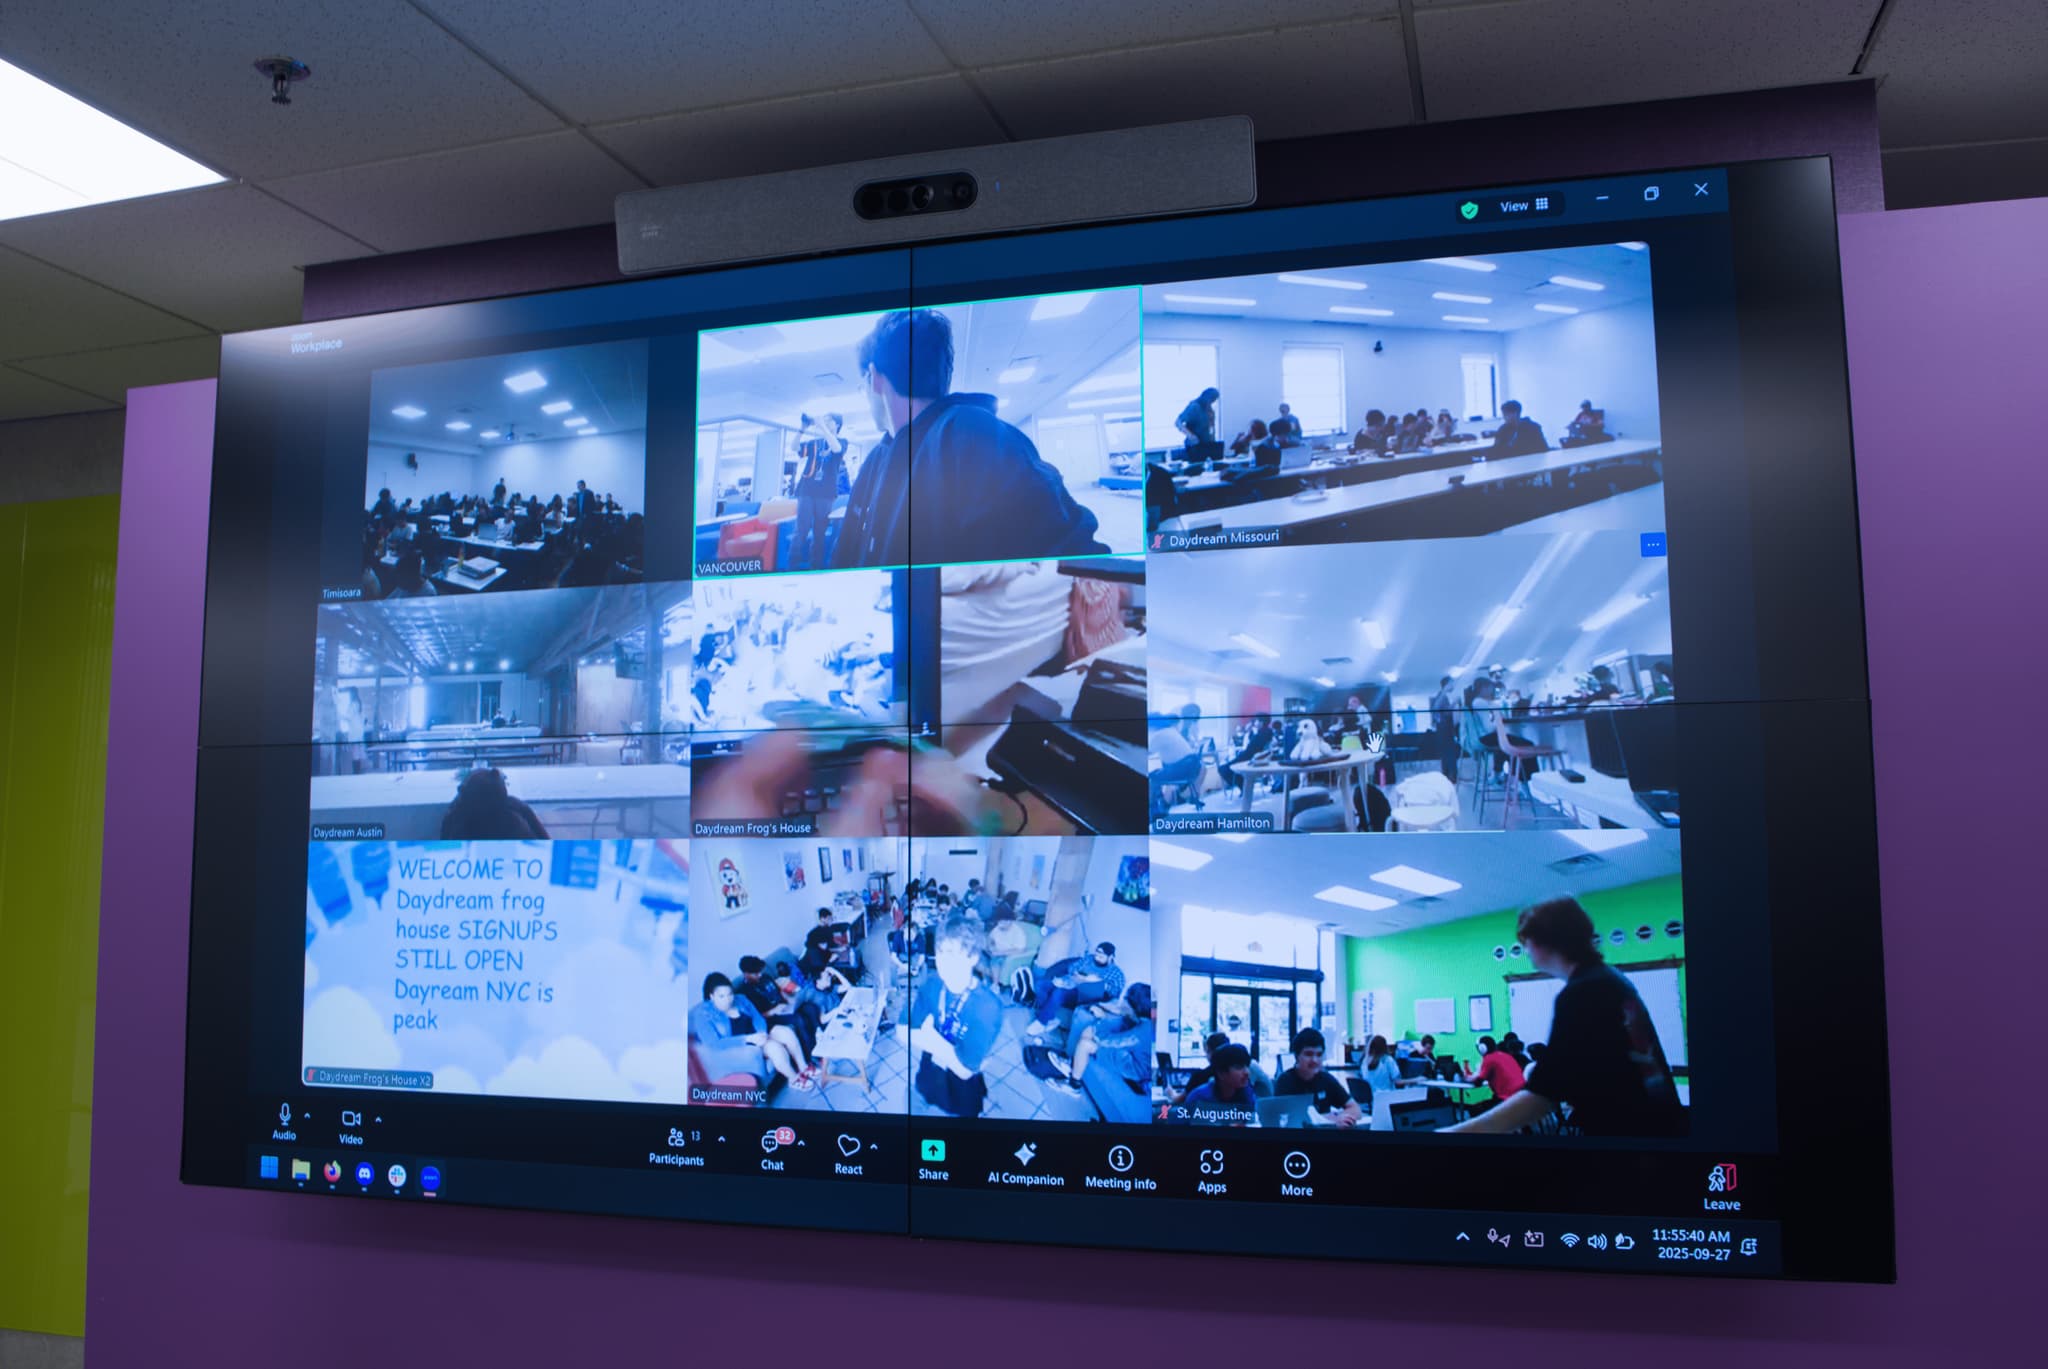 zoom
Workplace
View
Timisoara
VANCOUVER
Daydream Missouri
Daydream Austin
Daydream Frog's House
Daydream Hamilton
WELCOME TO
Daydream frog
house SIGNUPS
STILL OPEN
Dayream NYC is
peak
Daydream Frog's House X2
Daydream NYC
St. Augustine
Audio
Video
13
Participants
32
Chat
React
Share
AI Companion
Meeting info
Apps
More
Leave
zoom
11:55:40 AM
2025-09-27